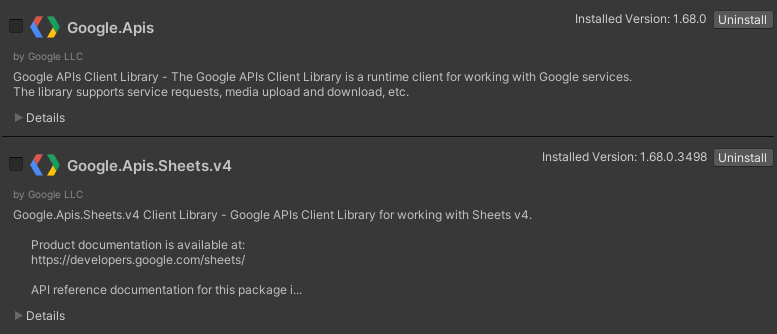 Google.Apis
Installed Version: 1.68.0
Uninstall
by Google LLC
Google APIs Client Library - The Google APIs Client Library is a runtime client for working with Google services.
The library supports service requests, media upload and download, etc.
Details
Google.Apis.Sheets.v4
Installed Version: 1.68.0.3498
Uninstall
by Google LLC
Google.Apis.Sheets.v4 Client Library - Google APIs Client Library for working with Sheets v4.
Product documentation is available at:
https://developers.google.com/sheets/
API reference documentation for this package i...
Details